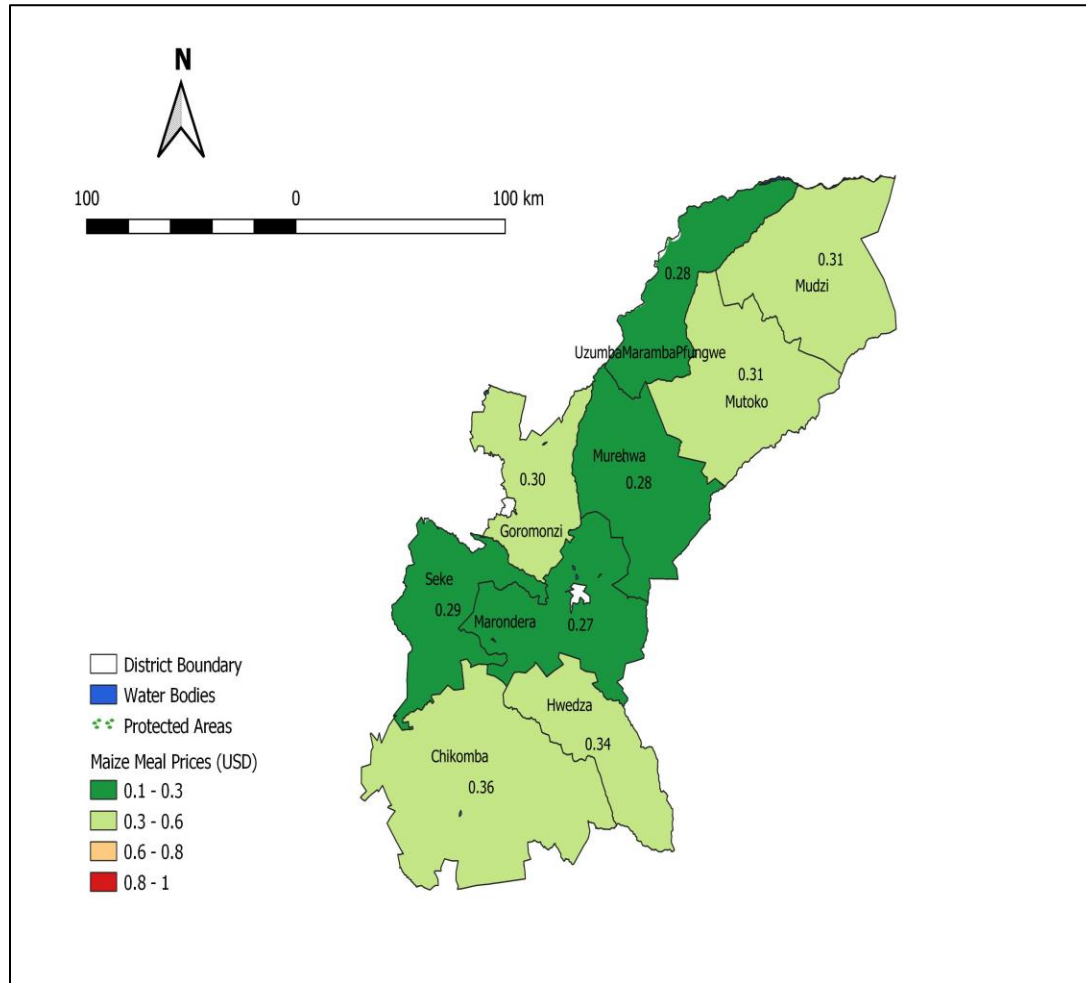 N
100 0 100 km
0.31
Mudzi
0.28
UzumbaMarambaPfungwe
0.31
Mutoko
Murehwa
0.28
0.30
Goromonzi
Seke
0.29
Marondera
0.27
Hwedza
0.34
Chikomba
0.36
District Boundary
Water Bodies
Protected Areas
Maize Meal Prices (USD)
0.1 - 0.3
0.3 - 0.6
0.6 - 0.8
0.8 - 1